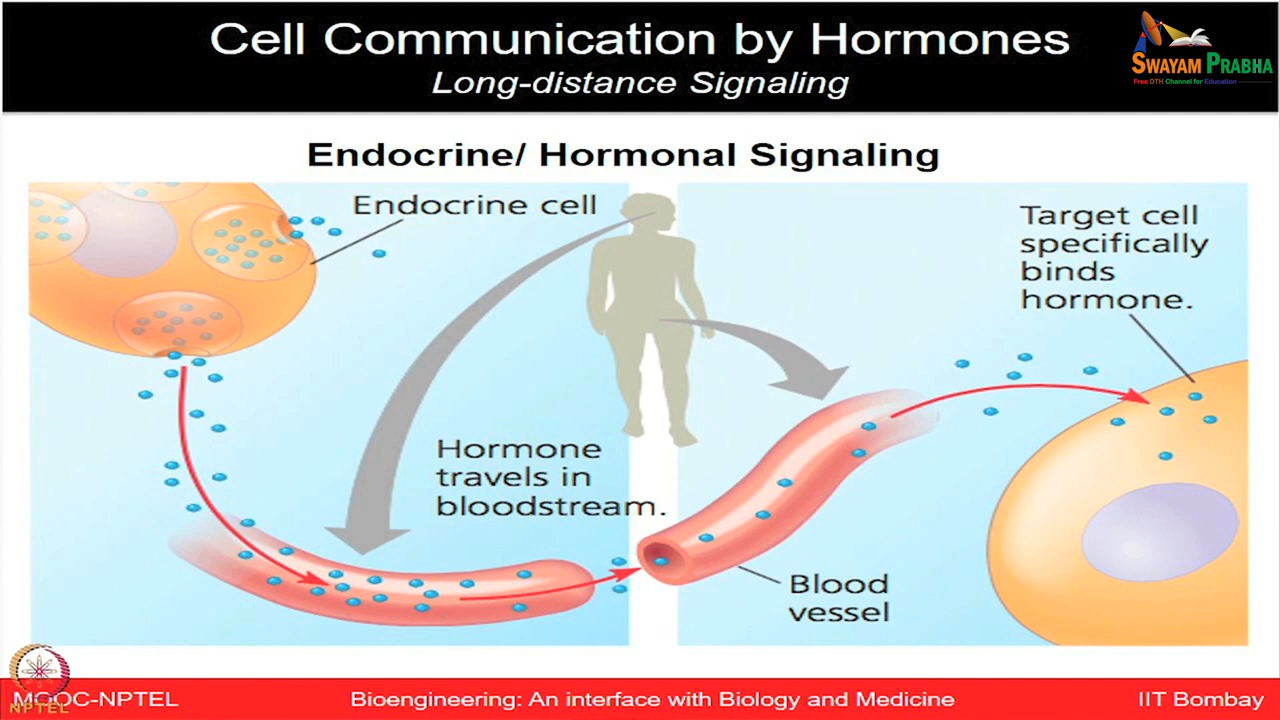 Cell Communication by Hormones
Long-distance Signaling
SWAYAM PRABHA
Free DTH Channel for Education
Endocrine/ Hormonal Signaling
Endocrine cell
Target cell
specifically
binds
hormone.
Hormone
travels in
bloodstream.
Blood
vessel
MOOC-NPTEL
NPTEL
Bioengineering: An interface with Biology and Medicine
IIT Bombay